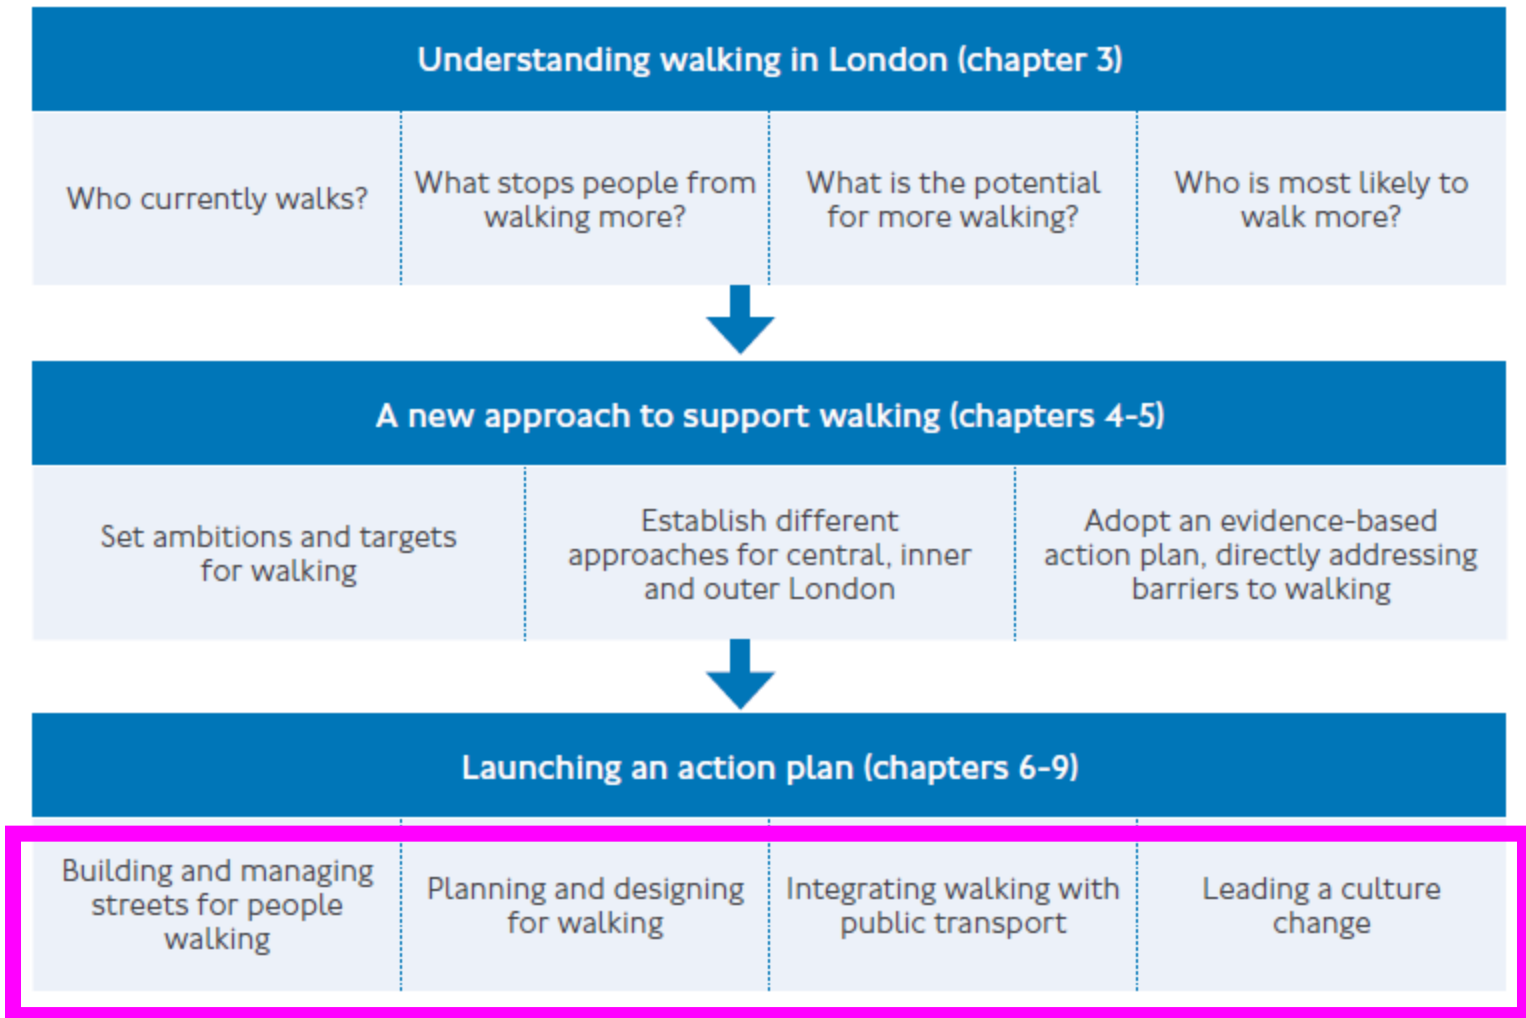 Understanding walking in London (chapter 3)
Who currently walks?
What stops people from
walking more?
What is the potential
for more walking?
Who is most likely to
walk more?
A new approach to support walking (chapters 4-5)
Set ambitions and targets
for walking
Establish different
approaches for central, inner
and outer London
Adopt an evidence-based
action plan, directly addressing
barriers to walking
Launching an action plan (chapters 6-9)
Building and managing
streets for people
walking
Planning and designing
for walking
Integrating walking with
public transport
Leading a culture
change